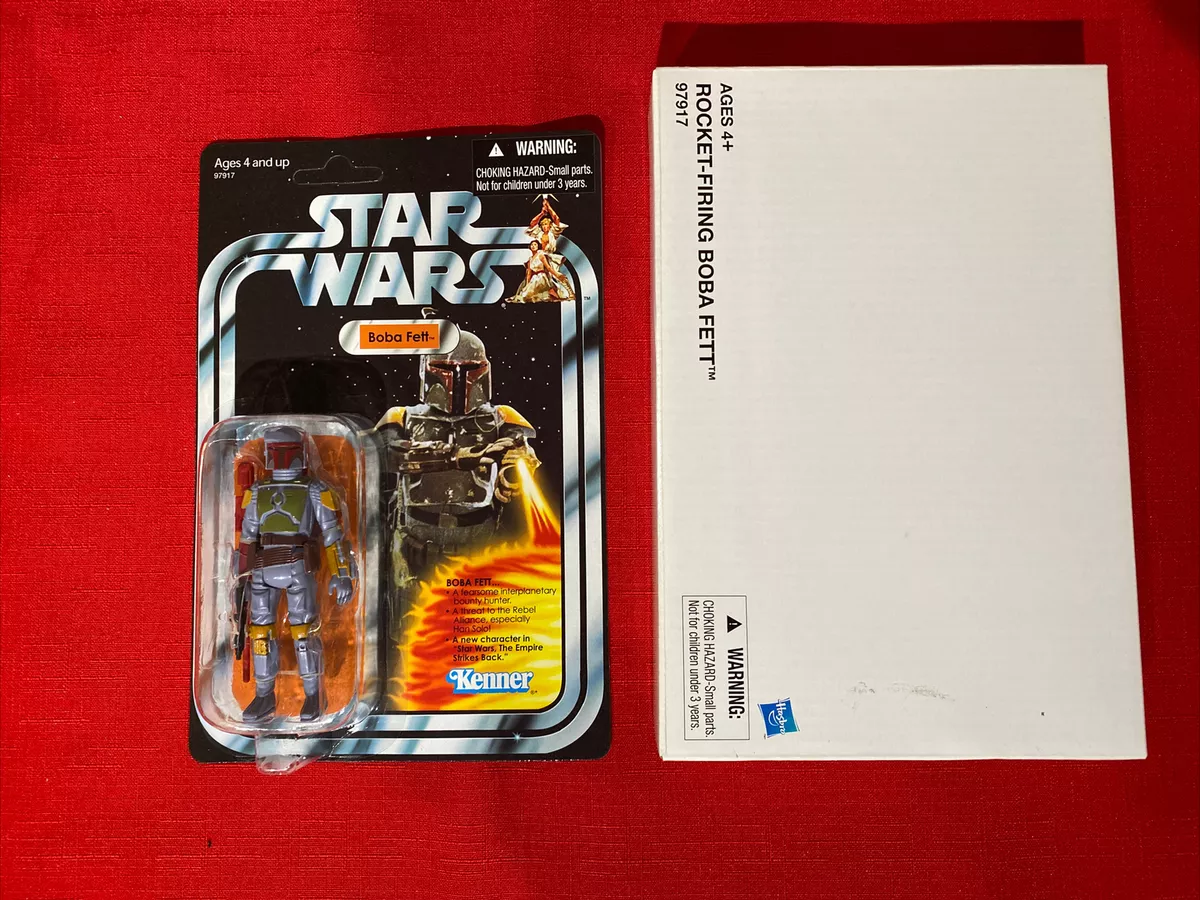 Ages 4 and up
97917
WARNING:
CHOKING HAZARD-Small parts.
Not for children under 3 years.
STAR
WARS
TM
Boba Fett™
BOBA FETT...
• A fearsome interplanetary
bounty hunter.
• A threat to the Rebel
Alliance, especially
Han Solo!
• A new character in
"Star Wars, The Empire
Strikes Back."
Kenner
AGES 4+
ROCKET-FIRING BOBA FETT™
97917
WARNING:
CHOKING HAZARD-Small parts.
Not for children under 3 years.
Hasbro